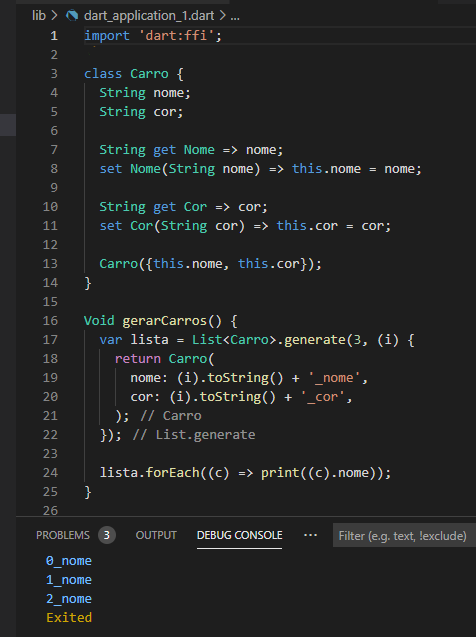 lib > dart_application_1.dart > ...
1 import 'dart:ffi';
2
3 class Carro {
4 String nome;
5 String cor;
6
7 String get Nome => nome;
8 set Nome(String nome) => this.nome = nome;
9
10 String get Cor => cor;
11 set Cor(String cor) => this.cor = cor;
12
13 Carro({this.nome, this.cor});
14 }
15
16 Void gerarCarros() {
17 var lista = List<Carro>.generate(3, (i) {
18 return Carro(
19 nome: (i).toString() + '_nome',
20 cor: (i).toString() + '_cor',
21 ); // Carro
22 }); // List.generate
23
24 lista.forEach((c) => print((c).nome));
25 }
26
PROBLEMS 3 OUTPUT DEBUG CONSOLE ... Filter (e.g. text, !exclude)
0_nome
1_nome
2_nome
Exited